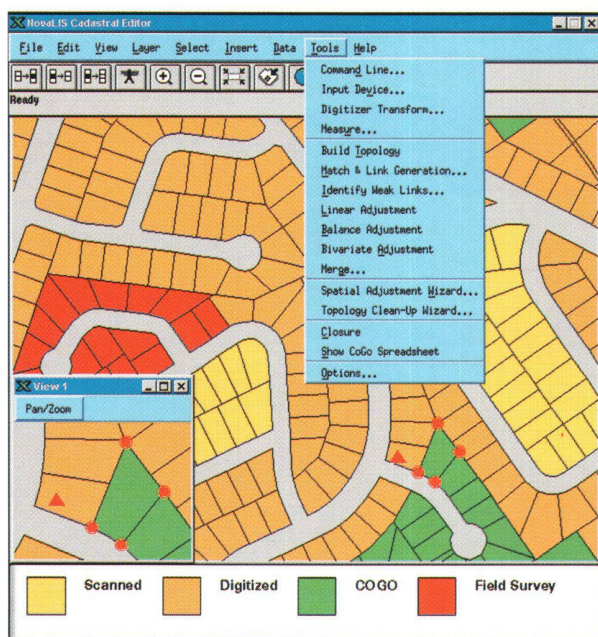 NovaLIS Cadastral Editor
File Edit View Layer Select Insert Data Tools Help
Ready
Command Line...
Input Device...
Digitizer Transform...
Measure...
Build Topology
Match & Link Generation...
Identify Weak Links...
Linear Adjustment
Balance Adjustment
Bivariate Adjustment
Merge...
Spatial Adjustment Wizard...
Topology Clean-Up Wizard...
Closure
Show CoGo Spreadsheet
Options...
View 1
Pan/Zoom
Scanned Digitized COGO Field Survey